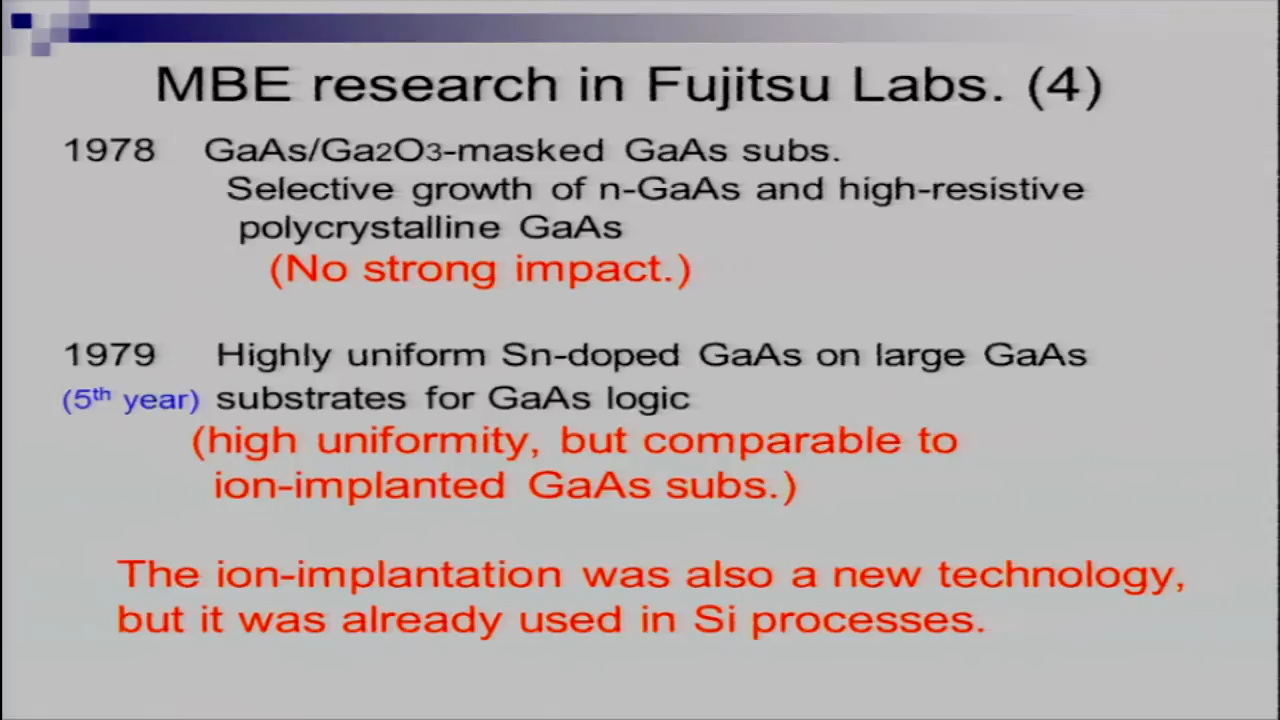 MBE research in Fujitsu Labs. (4)
1978 GaAs/Ga2O3-masked GaAs subs.
Selective growth of n-GaAs and high-resistive
polycrystalline GaAs
(No strong impact.)
1979 Highly uniform Sn-doped GaAs on large GaAs
(5th year) substrates for GaAs logic
(high uniformity, but comparable to
ion-implanted GaAs subs.)
The ion-implantation was also a new technology,
but it was already used in Si processes.